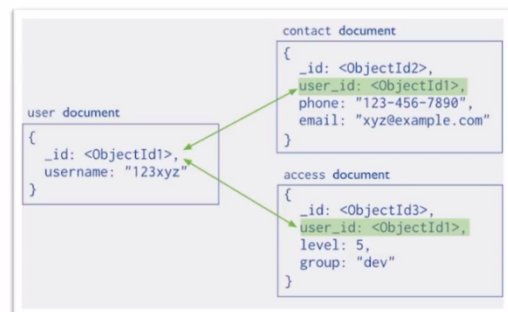 user document
{
_id: <ObjectId1>,
username: "123xyz"
}
contact document
{
_id: <ObjectId2>,
user_id: <ObjectId1>,
phone: "123-456-7890",
email: "xyz@example.com"
}
access document
{
_id: <ObjectId3>,
user_id: <ObjectId1>,
level: 5,
group: "dev"
}